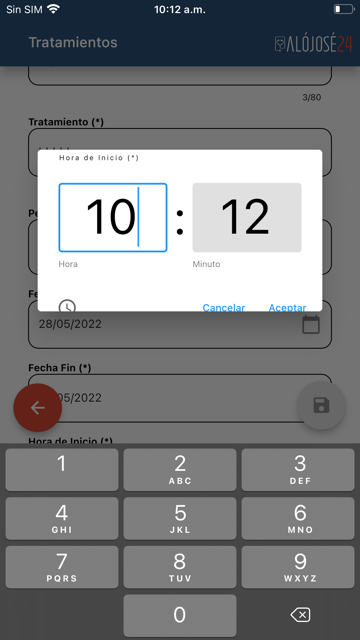 Sin SIM 10:12 a.m.
Tratamientos
ALÓJOSÉ24
3/80
Tratamiento (*)
Hora de Inicio (*)
10 : 12
Hora Minuto
Cancelar Aceptar
28/05/2022
Fecha Fin (*)
05/2022
Hora de Inicio (*)
1 2 3
ABC DEF
4 5 6
GHI JKL MNO
7 8 9
PQRS TUV WXYZ
0